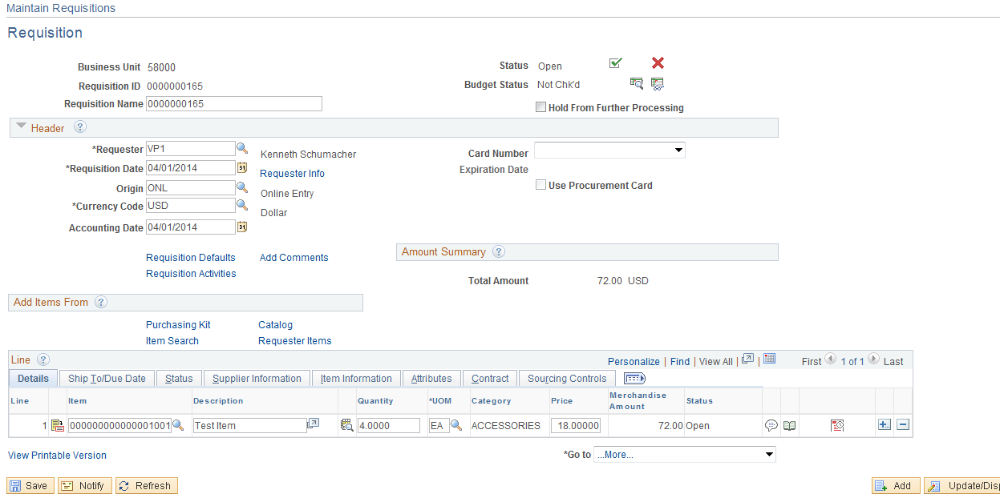 Maintain Requisitions
Requisition
Business Unit 58000
Status Open
Requisition ID 0000000165
Budget Status Not Chk'd
Requisition Name 0000000165
Hold From Further Processing
Header ?
*Requester VP1 Kenneth Schumacher
Card Number
*Requisition Date 04/01/2014 31 Requester Info
Expiration Date
Origin ONL Online Entry
Use Procurement Card
*Currency Code USD Dollar
Accounting Date 04/01/2014 31
Requisition Defaults Add Comments
Amount Summary ?
Requisition Activities
Total Amount 72.00 USD
Add Items From ?
Purchasing Kit Catalog
Item Search Requester Items
Line ? Personalize | Find | View All | | First 1 of 1 Last
Details Ship To/Due Date Status Supplier Information Item Information Attributes Contract Sourcing Controls
Line Item Description Quantity *UOM Category Price Merchandise Amount Status
1 000000000000001001 Test Item 4.0000 EA ACCESSORIES 18.00000 72.00 Open
View Printable Version
*Go to ...More...
Save Notify Refresh Add Update/Disp